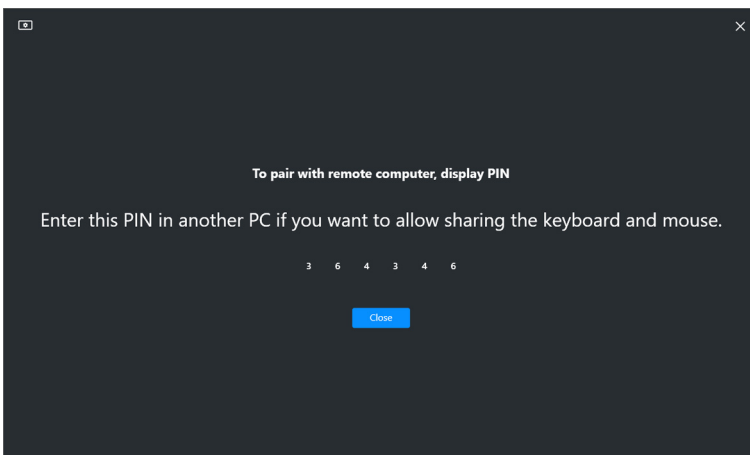 To pair with remote computer, display PIN
Enter this PIN in another PC if you want to allow sharing the keyboard and mouse.
3 6 4 3 4 6
Close